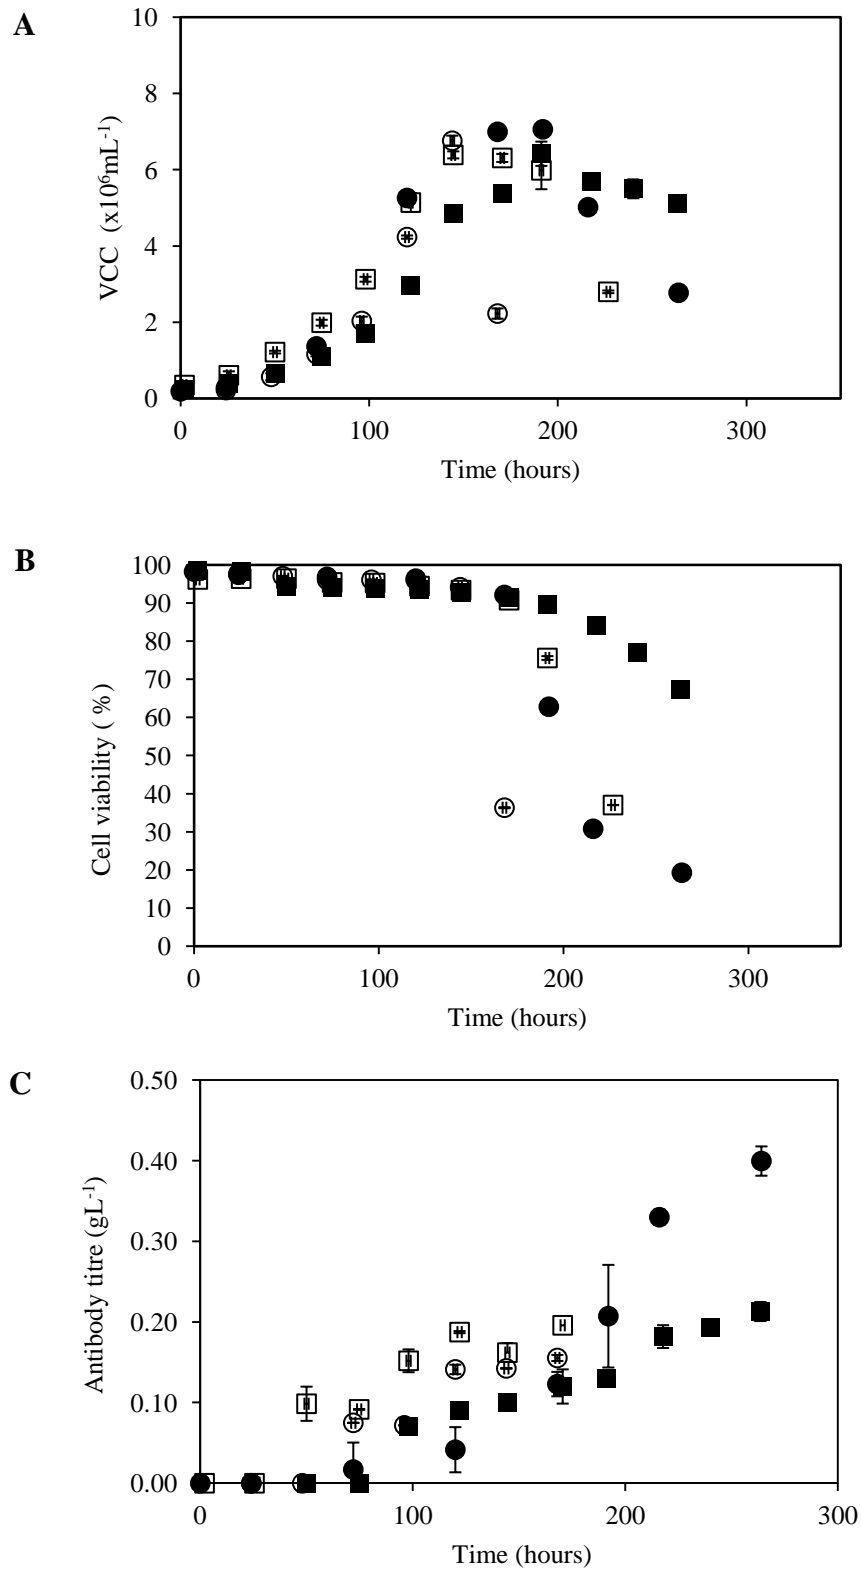 A
10
8
6
4
2
0
VCC (x10⁶mL⁻¹)
0 100 200 300
Time (hours)
B
100
90
80
70
60
50
40
30
20
10
0
Cell viability ( %)
0 100 200 300
Time (hours)
C
0.50
0.40
0.30
0.20
0.10
0.00
Antibody titre (gL⁻¹)
0 100 200 300
Time (hours)